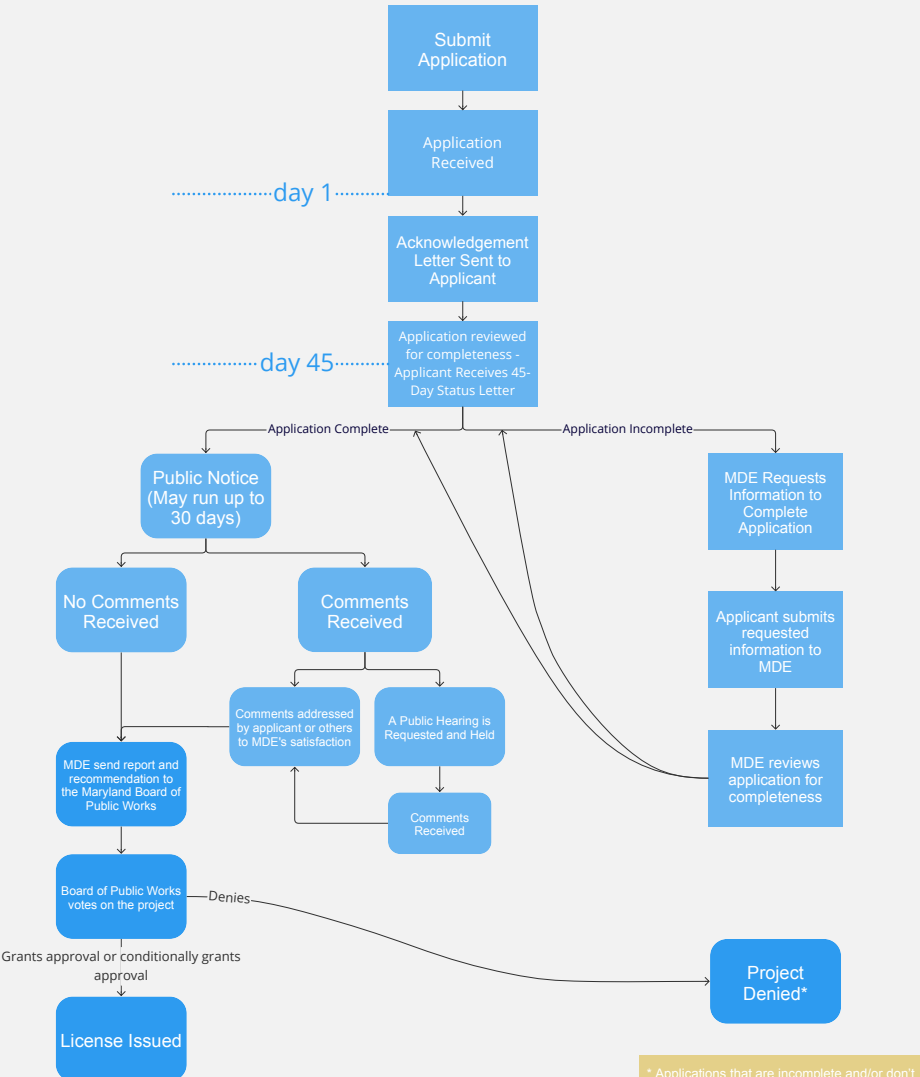 Submit
Application
Application
Received
day 1
Acknowledgement
Letter Sent to
Applicant
Application reviewed
for completeness -
Applicant Receives 45-
Day Status Letter
day 45
Application Complete
Application Incomplete
Public Notice
(May run up to
30 days)
MDE Requests
Information to
Complete
Application
No Comments
Received
Comments
Received
Applicant submits
requested
information to
MDE
Comments addressed
by applicant or others
to MDE's satisfaction
A Public Hearing is
Requested and Held
MDE send report and
recommendation to
the Maryland Board of
Public Works
Comments
Received
MDE reviews
application for
completeness
Board of Public Works
votes on the project
Denies
Grants approval or conditionally grants
approval
Project
Denied*
License Issued
* Applications that are incomplete and/or don't